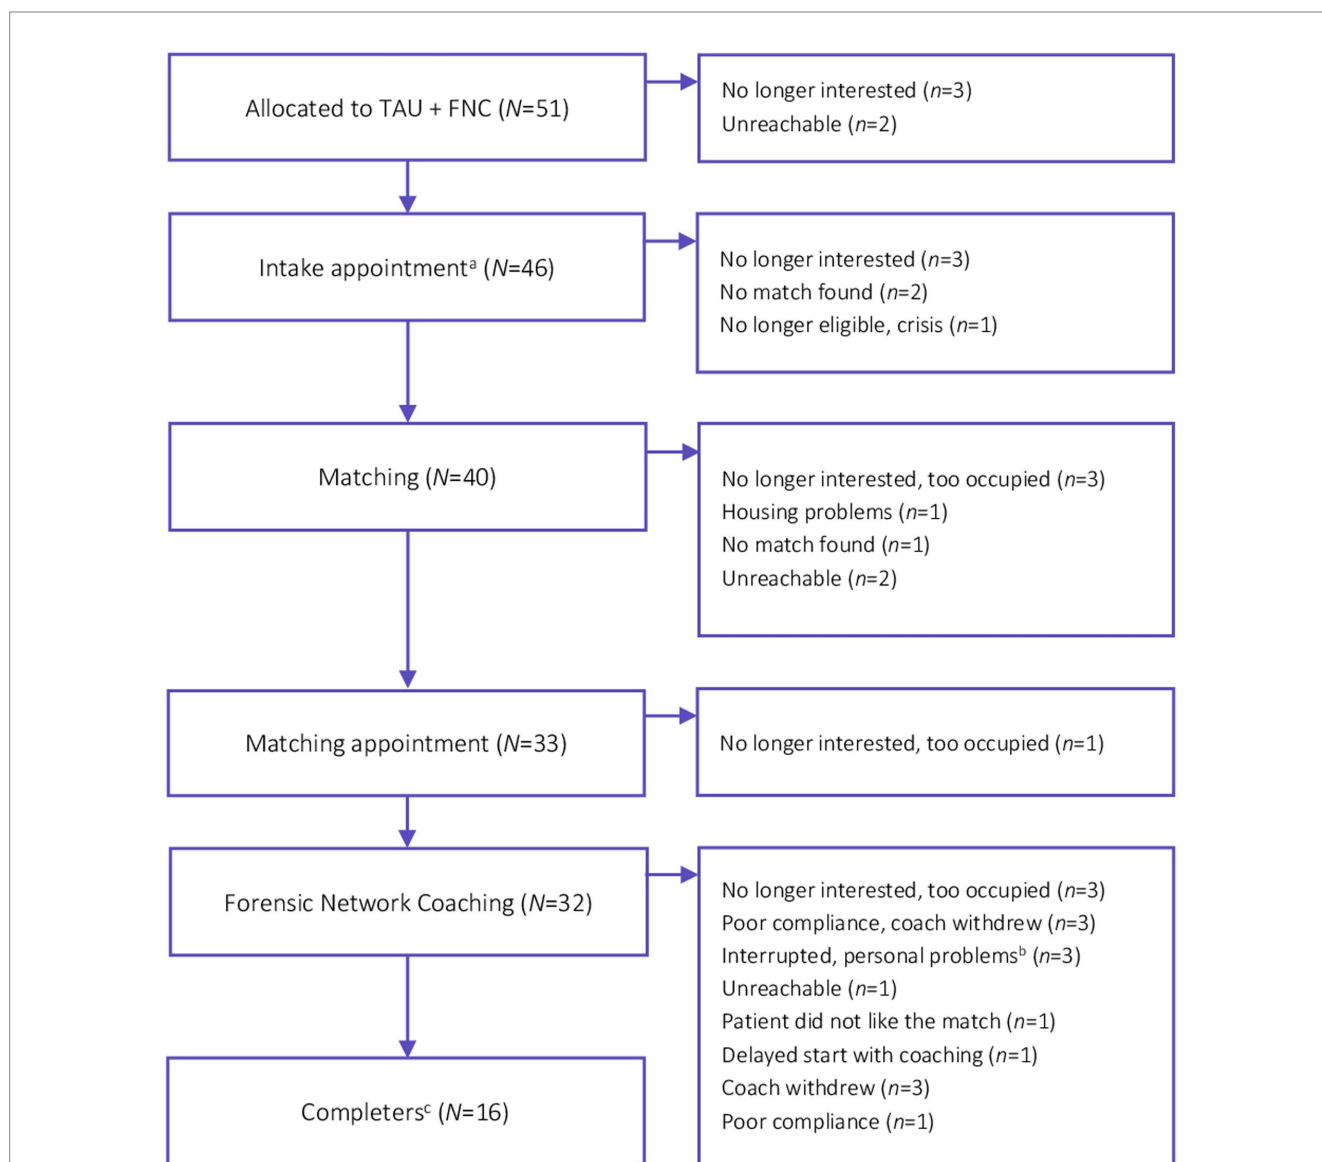 Allocated to TAU + FNC (N=51)
No longer interested (n=3)
Unreachable (n=2)
Intake appointmentᵃ (N=46)
No longer interested (n=3)
No match found (n=2)
No longer eligible, crisis (n=1)
Matching (N=40)
No longer interested, too occupied (n=3)
Housing problems (n=1)
No match found (n=1)
Unreachable (n=2)
Matching appointment (N=33)
No longer interested, too occupied (n=1)
Forensic Network Coaching (N=32)
No longer interested, too occupied (n=3)
Poor compliance, coach withdrew (n=3)
Interrupted, personal problemsᵇ (n=3)
Unreachable (n=1)
Patient did not like the match (n=1)
Delayed start with coaching (n=1)
Coach withdrew (n=3)
Poor compliance (n=1)
Completersᶜ (N=16)